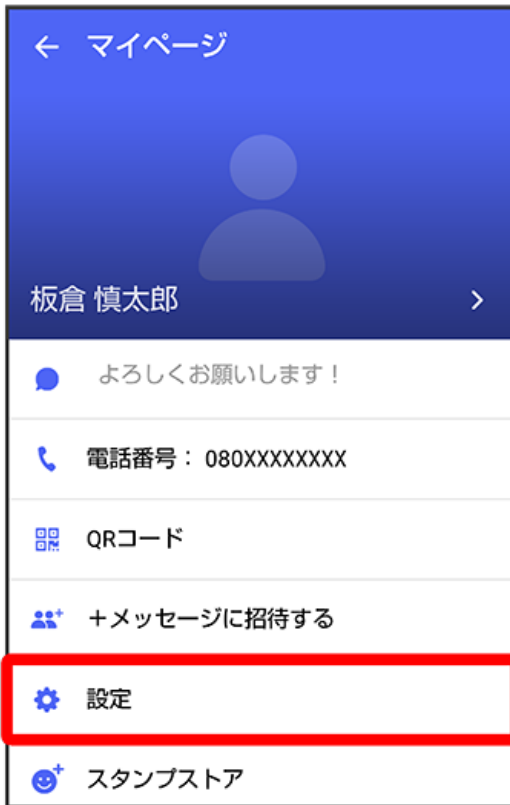 マイページ
板倉 慎太郎
よろしくお願いします！
電話番号： 080XXXXXXXX
QRコード
＋メッセージに招待する
設定
スタンプストア